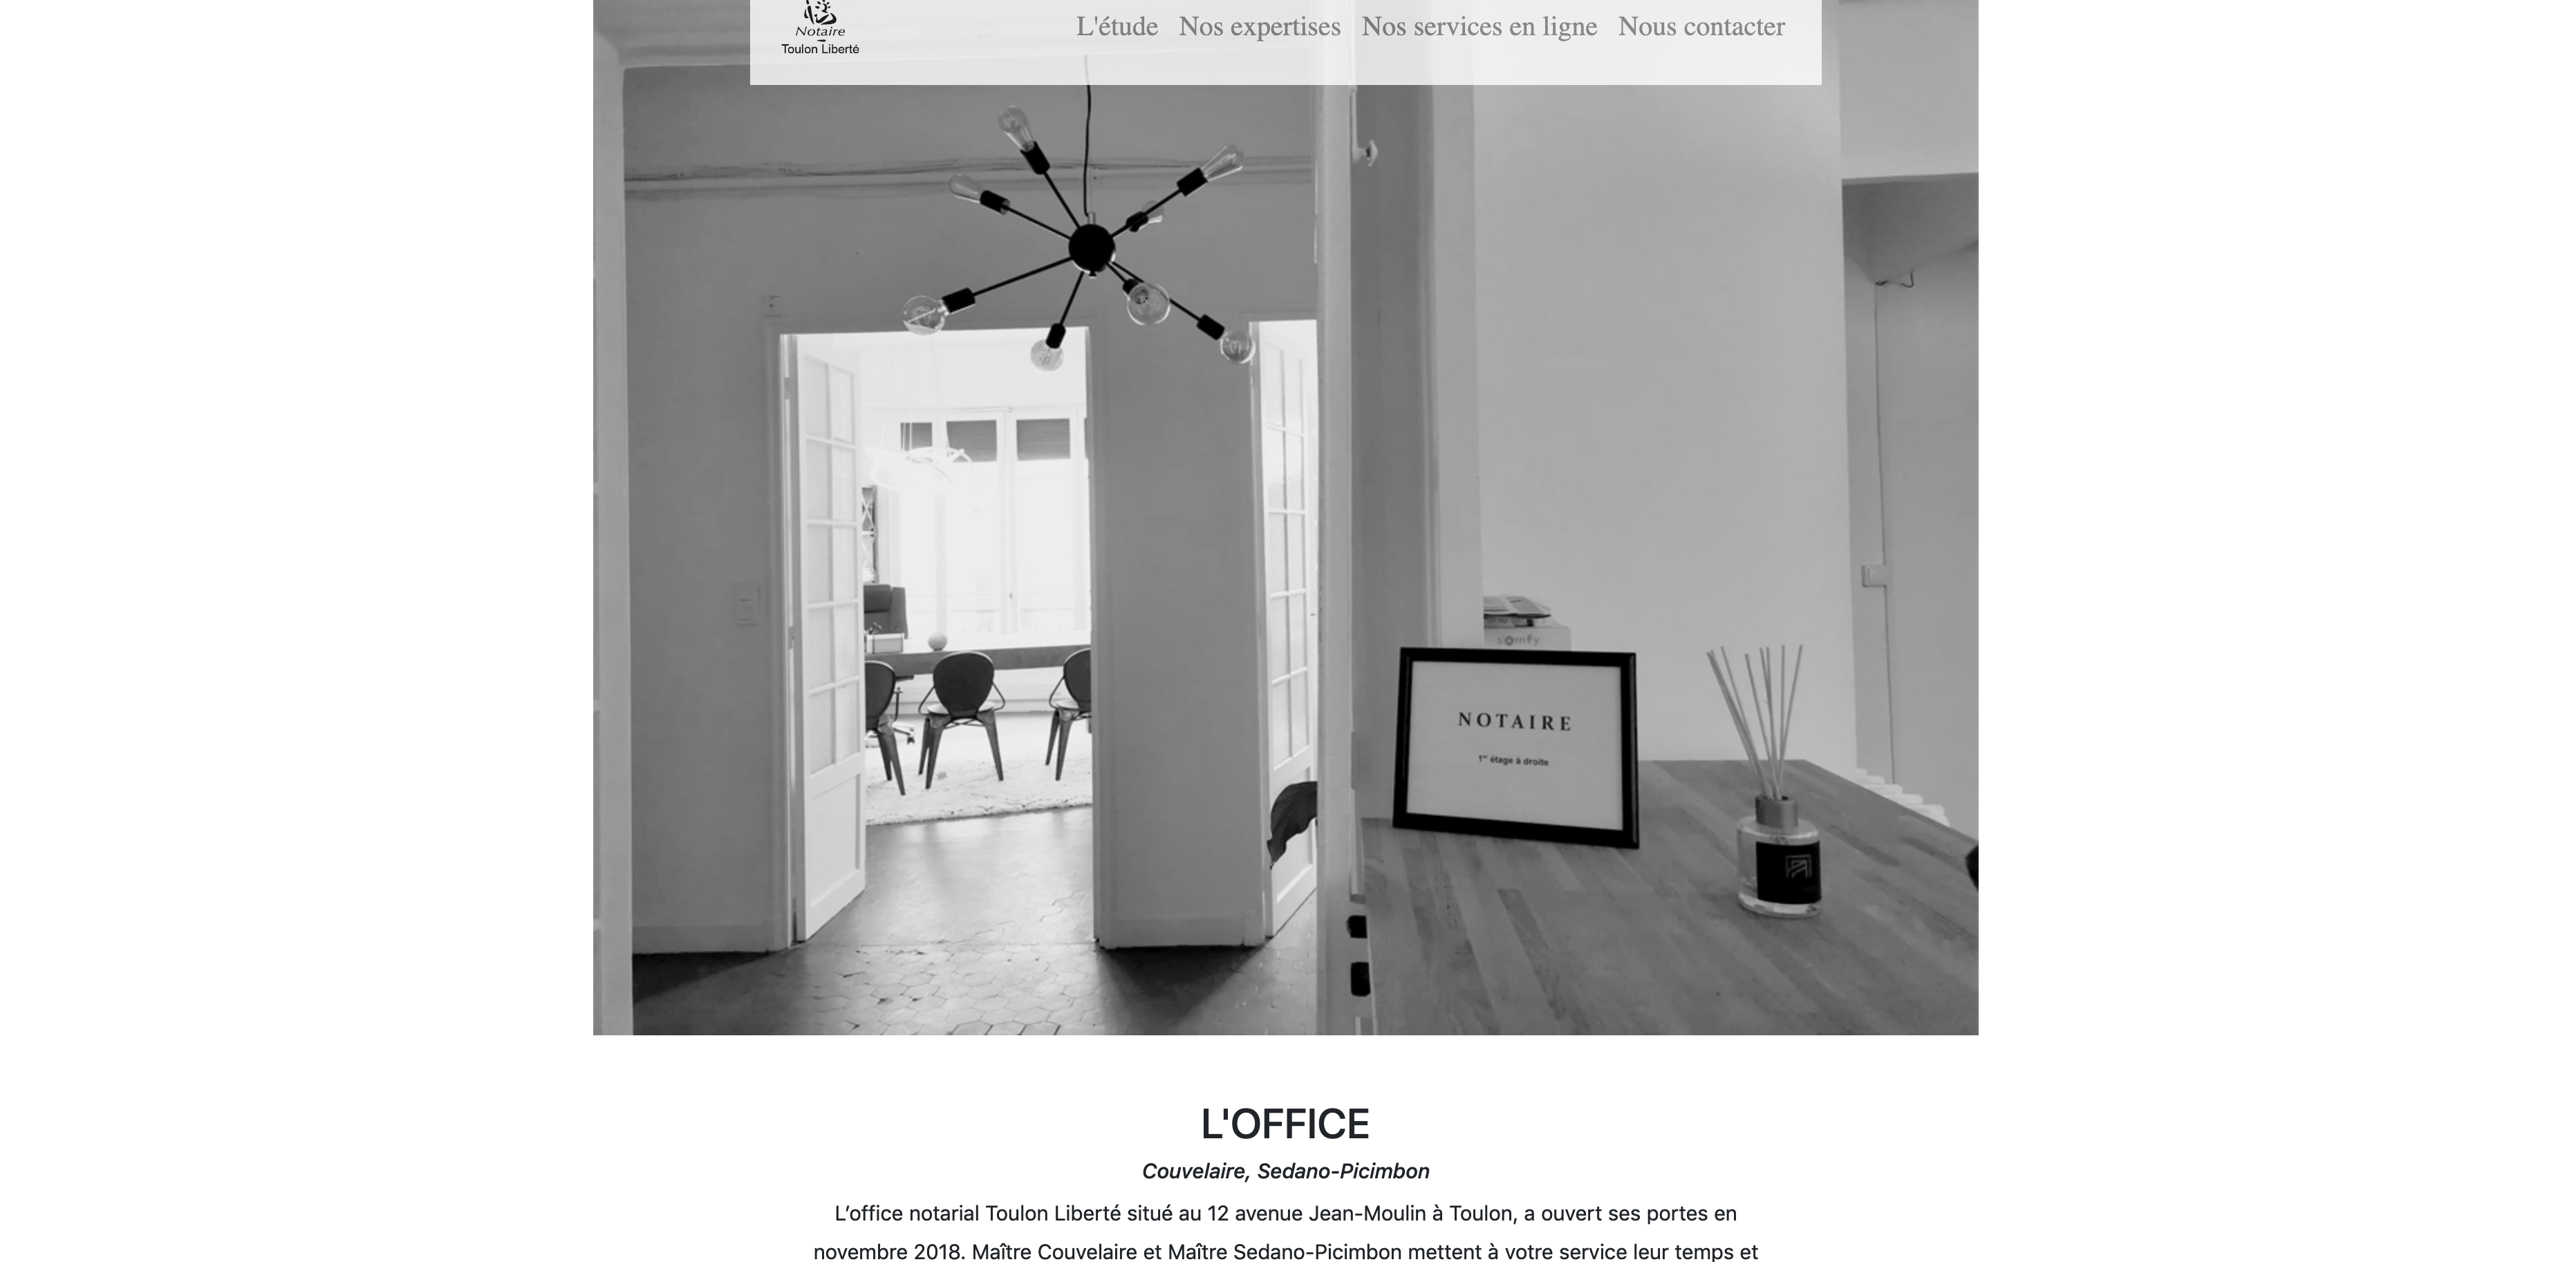 Notaire
Toulon Liberté
L'étude Nos expertises Nos services en ligne Nous contacter
somfy
NOTAIRE
1er étage à droite
L'OFFICE
Couvelaire, Sedano-Picimbon
L’office notarial Toulon Liberté situé au 12 avenue Jean-Moulin à Toulon, a ouvert ses portes en
novembre 2018. Maître Couvelaire et Maître Sedano-Picimbon mettent à votre service leur temps et